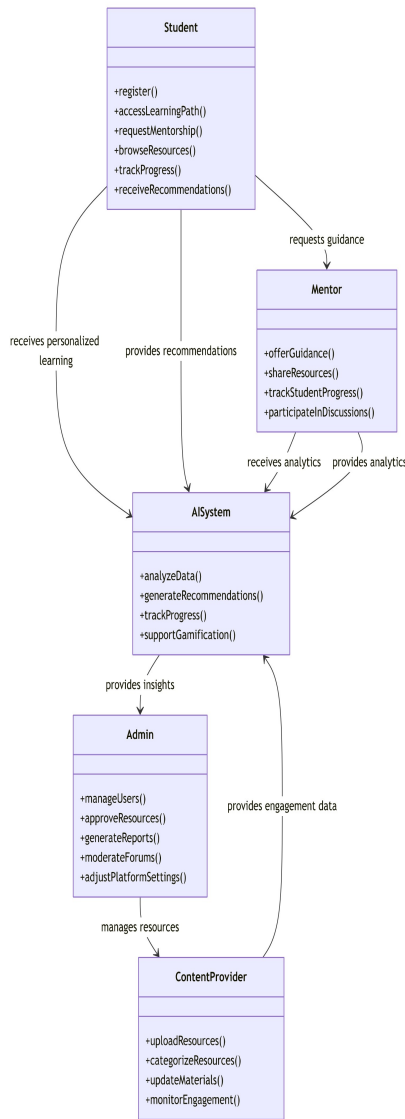 Student
+register()
+accessLearningPath()
+requestMentorship()
+browseResources()
+trackProgress()
+receiveRecommendations()
requests guidance
receives personalized
learning
provides recommendations
Mentor
+offerGuidance()
+shareResources()
+trackStudentProgress()
+participateInDiscussions()
receives analytics
provides analytics
AISystem
+analyzeData()
+generateRecommendations()
+trackProgress()
+supportGamification()
provides insights
Admin
+manageUsers()
+approveResources()
+generateReports()
+moderateForums()
+adjustPlatformSettings()
provides engagement data
manages resources
ContentProvider
+uploadResources()
+categorizeResources()
+updateMaterials()
+monitorEngagement()